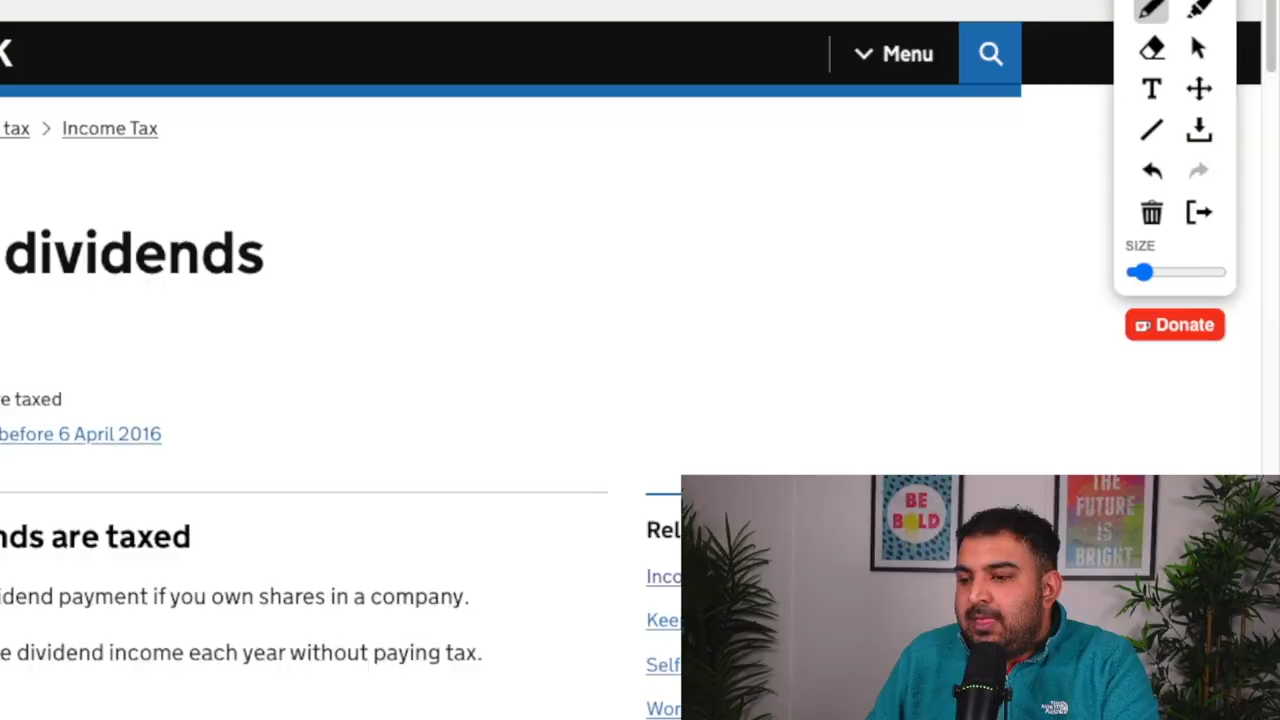 K
Menu
tax > Income Tax
dividends
SIZE
Donate
e taxed
before 6 April 2016
nds are taxed
idend payment if you own shares in a company.
e dividend income each year without paying tax.
Rel
Inco
Kee
Self
Wor
BE
BOLD
THE
FUTURE
IS
BRIGHT